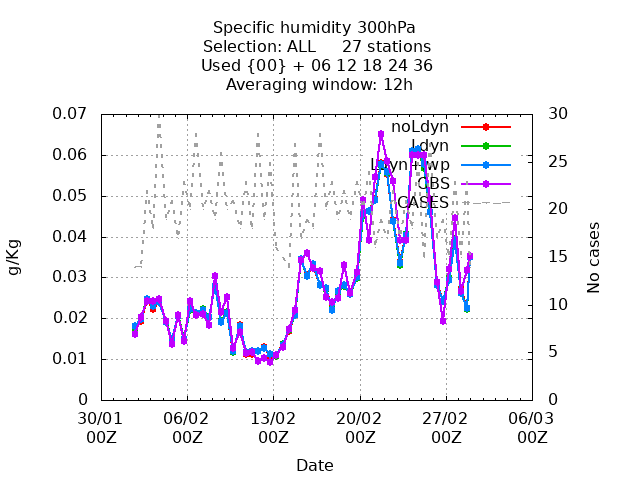 Specific humidity 300hPa
Selection: ALL     27 stations
Used {00} + 06 12 18 24 36
Averaging window: 12h
0.07
0.06
0.05
0.04
0.03
0.02
0.01
0
g/Kg
30
25
20
15
10
5
0
No cases
noLdyn
Ldyn
Ldyn+wp
CBS
CASES
30/01 06/02 13/02 20/02 27/02 06/03
00Z 00Z 00Z 00Z 00Z 00Z
Date